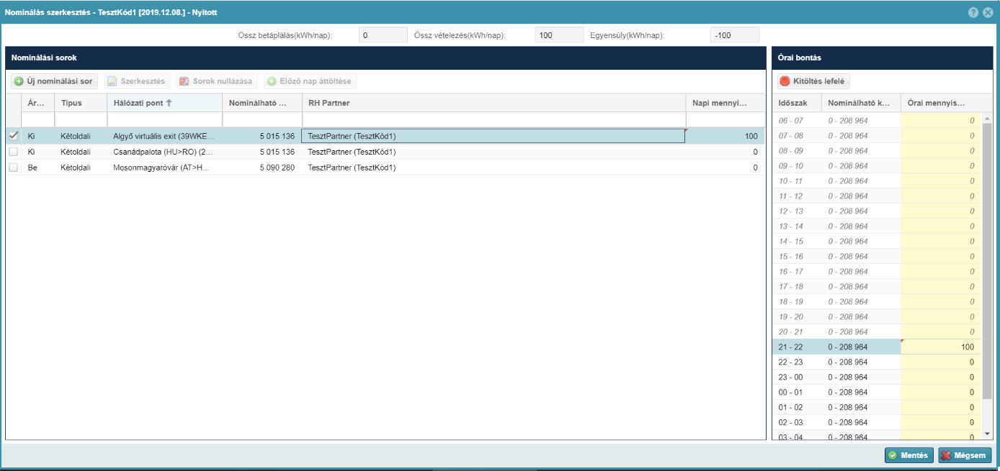 Nominálás szerkesztés - TesztKód1 [2019.12.08.] - Nyitott
Össz betáplálás(kWh/nap): 0 Össz vételezés(kWh/nap): 100 Egyensúly(kWh/nap): -100
Nominálási sorok
Új nominálási sor Szerkesztés Sorok nullázása Előző nap áttöltése
Ár... Típus Hálózati pont Nominálható ... RH Partner Napi mennyi...
Ki Kétoldali Algyő virtuális exit (39WKE... 5 015 136 TesztPartner (TesztKód1) 100
Ki Kétoldali Csanádpalota (HU>RO) (2... 5 015 136 TesztPartner (TesztKód1) 0
Be Kétoldali Mosonmagyaróvár (AT>H... 5 090 280 TesztPartner (TesztKód1) 0
Órai bontás
Kitöltés lefelé
Időszak Nominálható k... Órai mennyis...
06 - 07 0 - 208 964 0
07 - 08 0 - 208 964 0
08 - 09 0 - 208 964 0
09 - 10 0 - 208 964 0
10 - 11 0 - 208 964 0
11 - 12 0 - 208 964 0
12 - 13 0 - 208 964 0
13 - 14 0 - 208 964 0
14 - 15 0 - 208 964 0
15 - 16 0 - 208 964 0
16 - 17 0 - 208 964 0
17 - 18 0 - 208 964 0
18 - 19 0 - 208 964 0
19 - 20 0 - 208 964 0
20 - 21 0 - 208 964 0
21 - 22 0 - 208 964 100
22 - 23 0 - 208 964 0
23 - 00 0 - 208 964 0
00 - 01 0 - 208 964 0
01 - 02 0 - 208 964 0
02 - 03 0 - 208 964 0
03 - 04 0 - 208 964 0
Mentés Mégsem